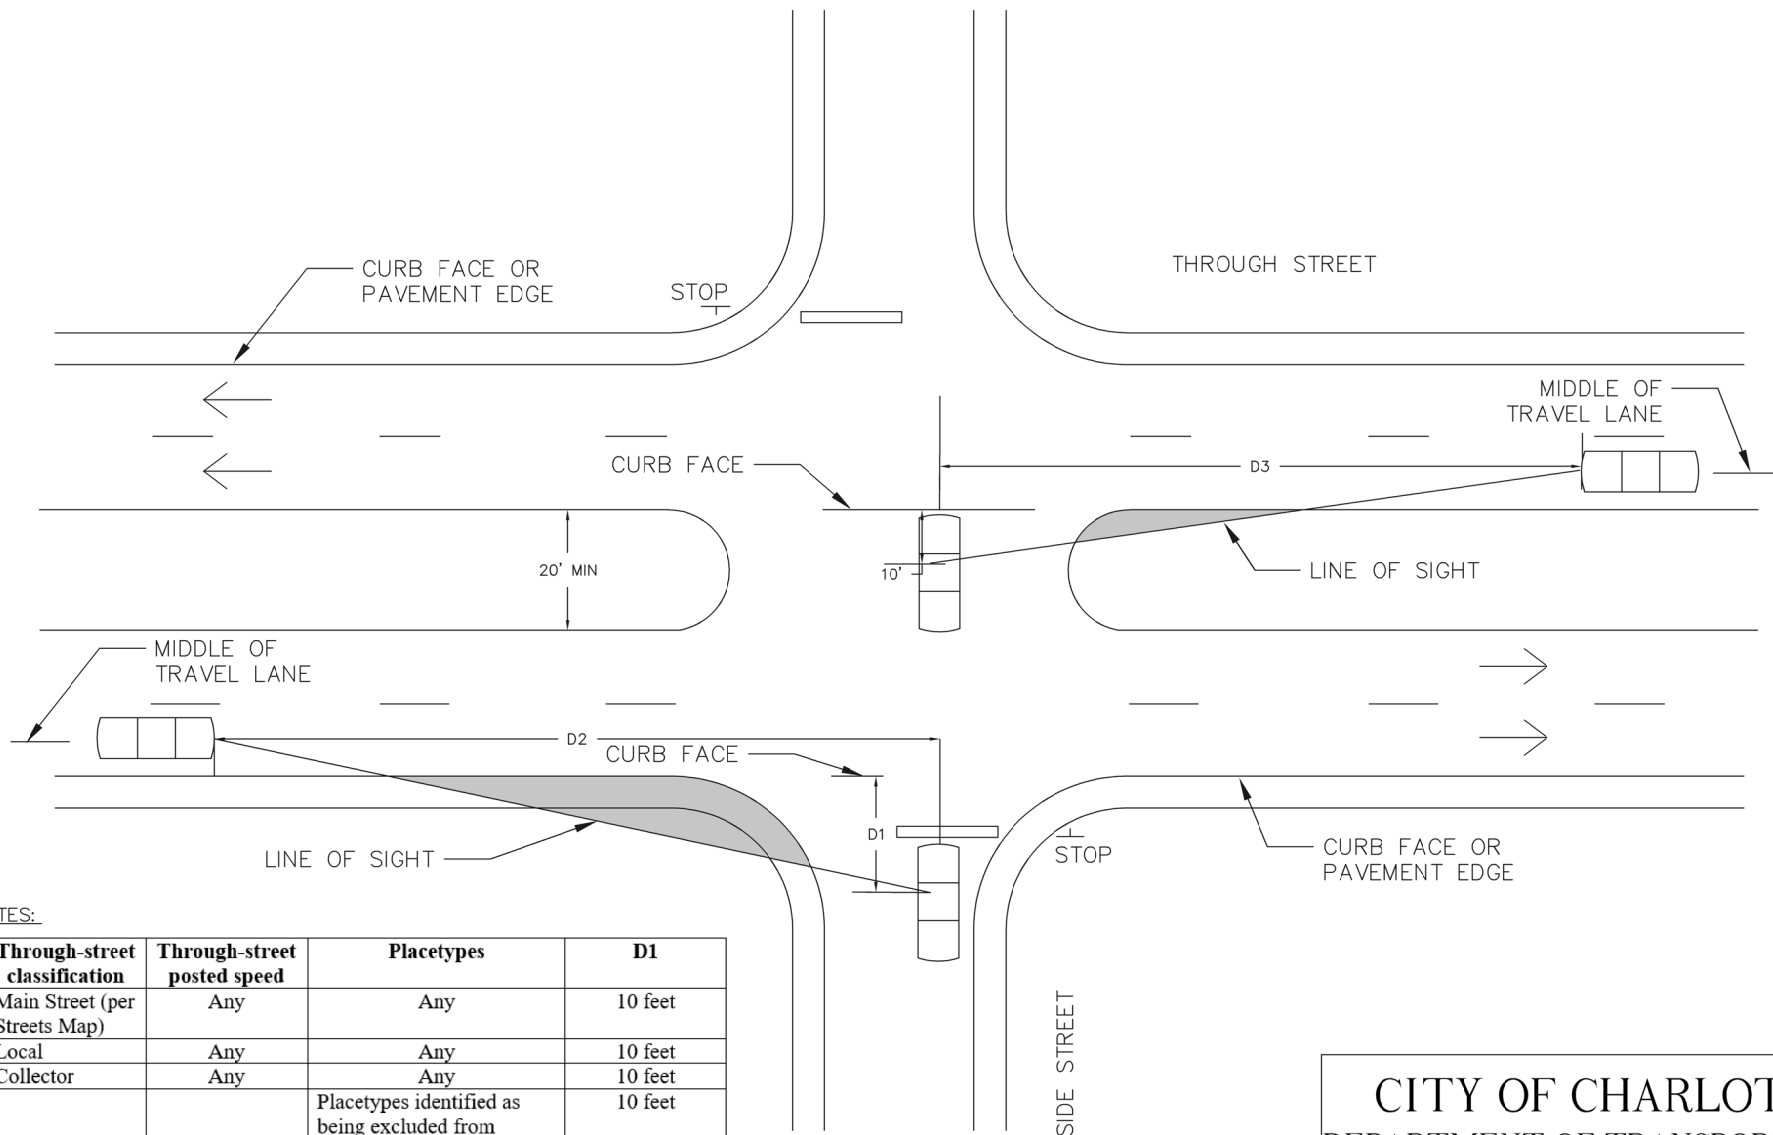 CURB FACE OR
PAVEMENT EDGE
STOP
THROUGH STREET
MIDDLE OF
TRAVEL LANE
CURB FACE
D3
20' MIN
10'
LINE OF SIGHT
MIDDLE OF
TRAVEL LANE
D2
CURB FACE
D1
LINE OF SIGHT
STOP
CURB FACE OR
PAVEMENT EDGE
TES:
Through-street classification Through-street posted speed Placetypes D1
Main Street (per Streets Map) Any Any 10 feet
Local Any Any 10 feet
Collector Any Any 10 feet
Placetypes identified as 10 feet
being excluded from
SIDE STREET
CITY OF CHARLOT